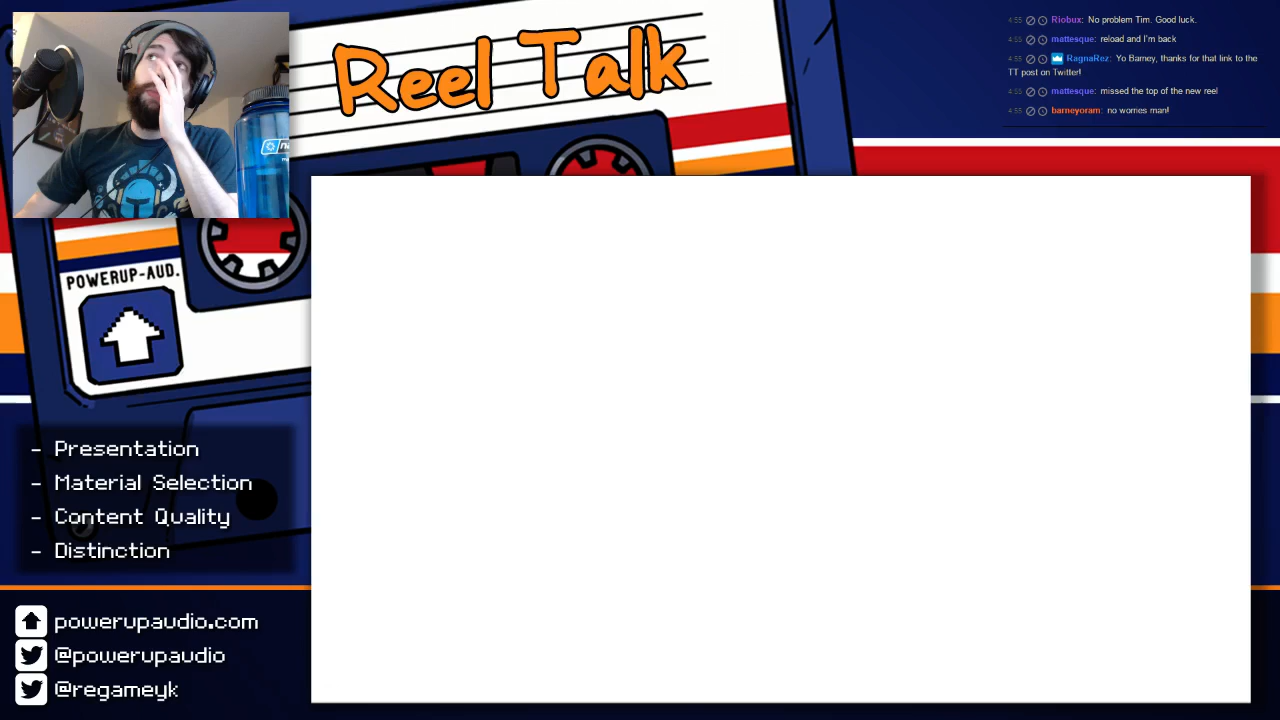 Reel Talk
4:55 Riobux: No problem Tim. Good luck.
4:55 mattesque: reload and I'm back
4:55 RagnaRez: Yo Barney, thanks for that link to the
TT post on Twitter!
4:55 mattesque: missed the top of the new reel
4:55 barneyoram: no worries man!
POWERUP-AUD.
- Presentation
- Material Selection
- Content Quality
- Distinction
powerupaudio.com
@powerupaudio
@regameyk